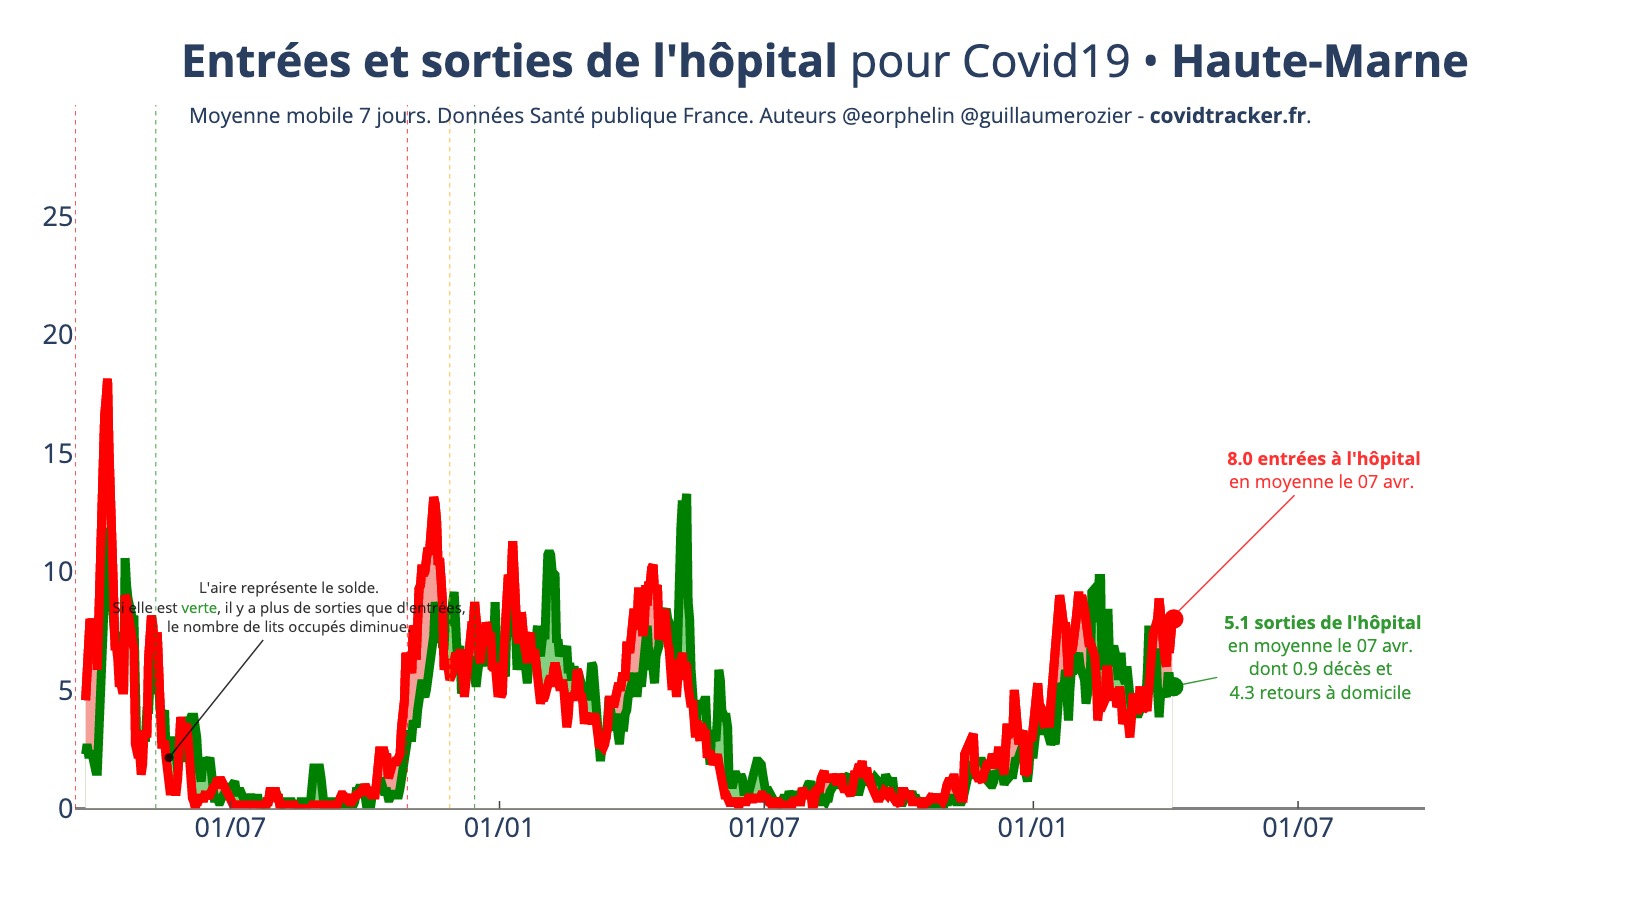 Entrées et sorties de l'hôpital pour Covid19 • Haute-Marne
Moyenne mobile 7 jours. Données Santé publique France. Auteurs @eorphelin @guillaumerozier - covidtracker.fr.
25
20
15
10
5
0
8.0 entrées à l'hôpital
en moyenne le 07 avr.
L'aire représente le solde.
Si elle est verte, il y a plus de sorties que d'entrées,
le nombre de lits occupés diminue
5.1 sorties de l'hôpital
en moyenne le 07 avr.
dont 0.9 décès et
4.3 retours à domicile
01/07
01/01
01/07
01/01
01/07